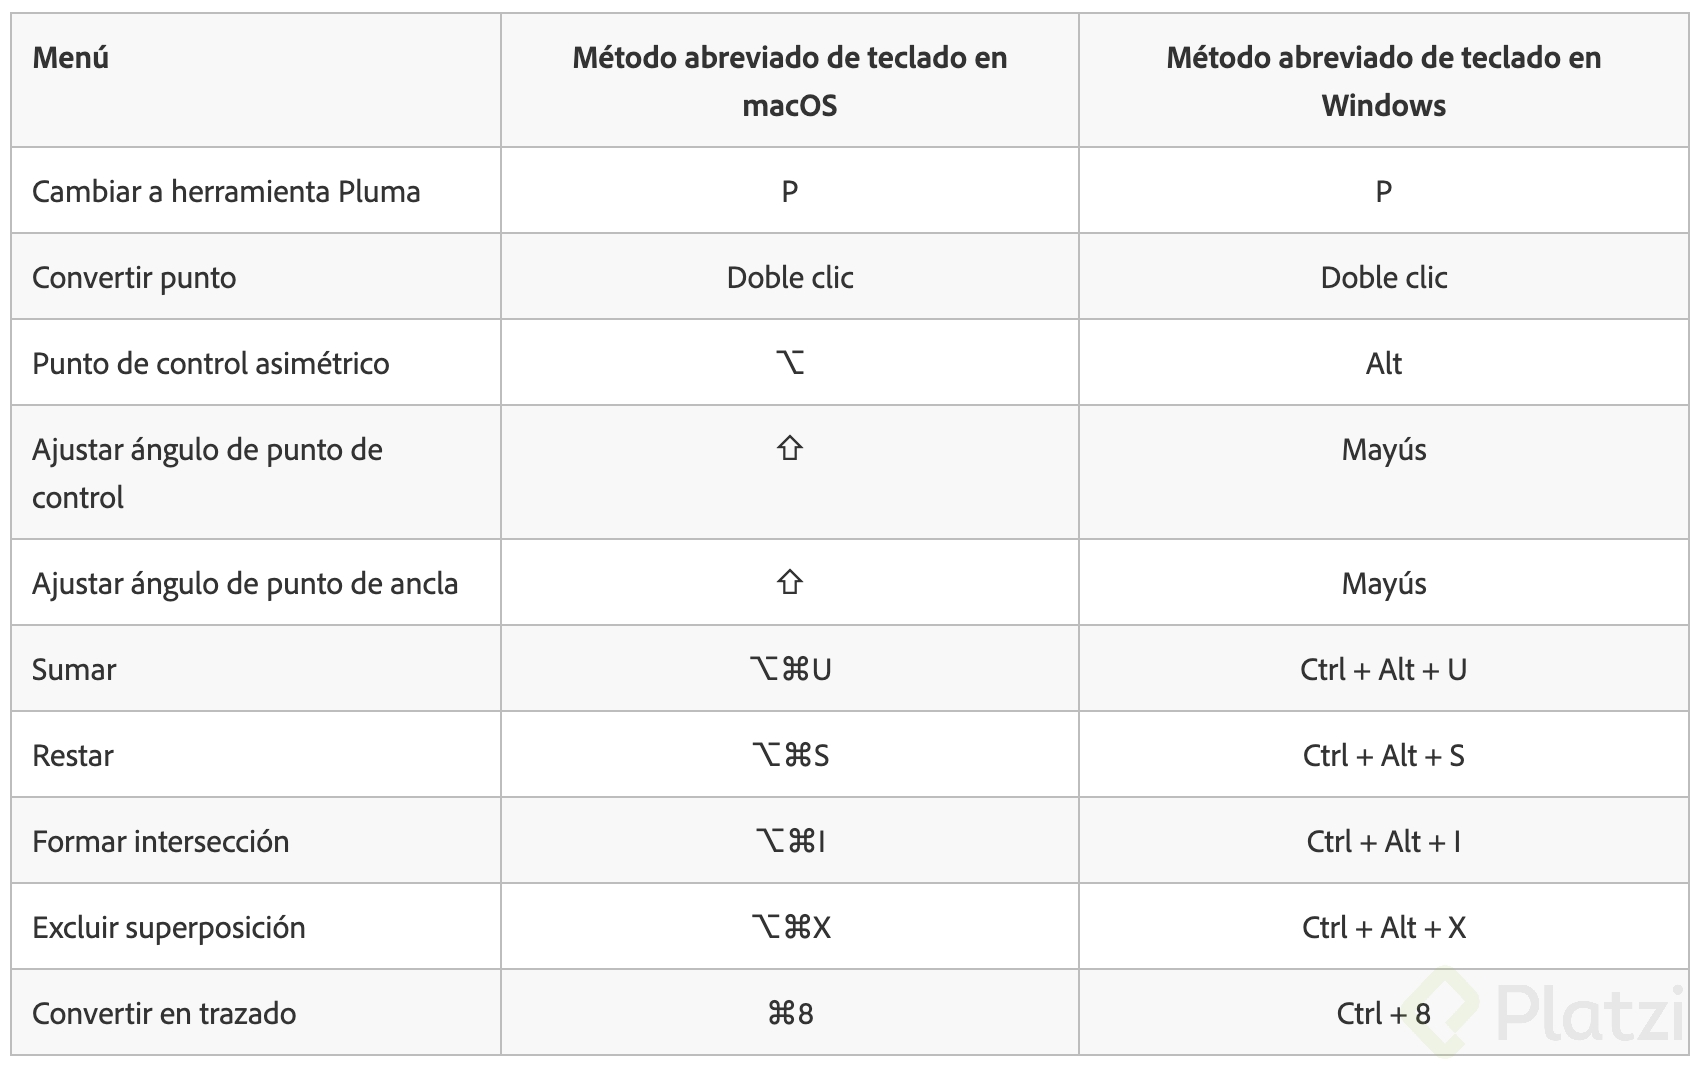 Menú
Método abreviado de teclado en
macOS
Método abreviado de teclado en
Windows
Cambiar a herramienta Pluma
P
P
Convertir punto
Doble clic
Doble clic
Punto de control asimétrico
⌥
Alt
Ajustar ángulo de punto de
control
⇧
Mayús
Ajustar ángulo de punto de ancla
⇧
Mayús
Sumar
⌥⌘U
Ctrl + Alt + U
Restar
⌥⌘S
Ctrl + Alt + S
Formar intersección
⌥⌘I
Ctrl + Alt + I
Excluir superposición
⌥⌘X
Ctrl + Alt + X
Convertir en trazado
⌘8
Ctrl + 8
Platzi